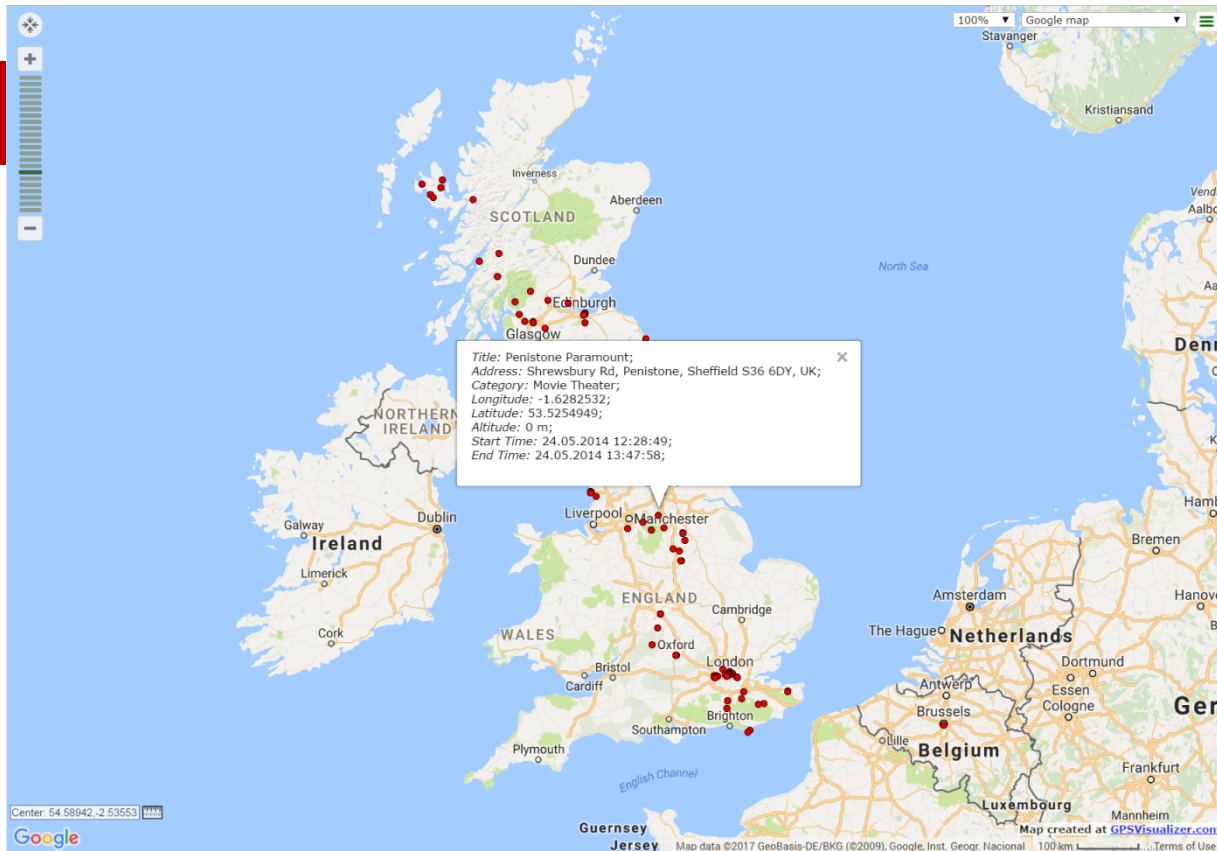 100% ▼ Google map ▼
Stavanger
Kristiansand
Inverness
Aberdeen
SCOTLAND
Vend
Aalbo
Dundee
North Sea
Aa
Edinburgh
Glasgow
Denr
Title: Penistone Paramount;
Address: Shrewsbury Rd, Penistone, Sheffield S36 6DY, UK;
Category: Movie Theater;
Longitude: -1.6282532;
Latitude: 53.5254949;
Altitude: 0 m;
Start Time: 24.05.2014 12:28:49;
End Time: 24.05.2014 13:47:58;
NORTHERN
IRELAND
Liverpool
Manchester
Dublin
Galway
Ireland
Hamb
Bremen
Limerick
ENGLAND
Cambridge
Amsterdam
Hanove
Cork
WALES
Oxford
The Hague
Netherlands
London
Bristol
Cardiff
Dortmund
Essen
Antwerp
Cologne
Ger
Brussels
Brighton
Southampton
Lille
Belgium
Plymouth
English Channel
Frankfurt
Luxembourg
Center: 54.58942,-2.53553
Mannheim
Google
Guernsey
Map created at GPSVisualizer.com
Jersey
Map data ©2017 GeoBasis-DE/BKG (©2009), Google, Inst. Geogr. Nacional 100 km Terms of Use